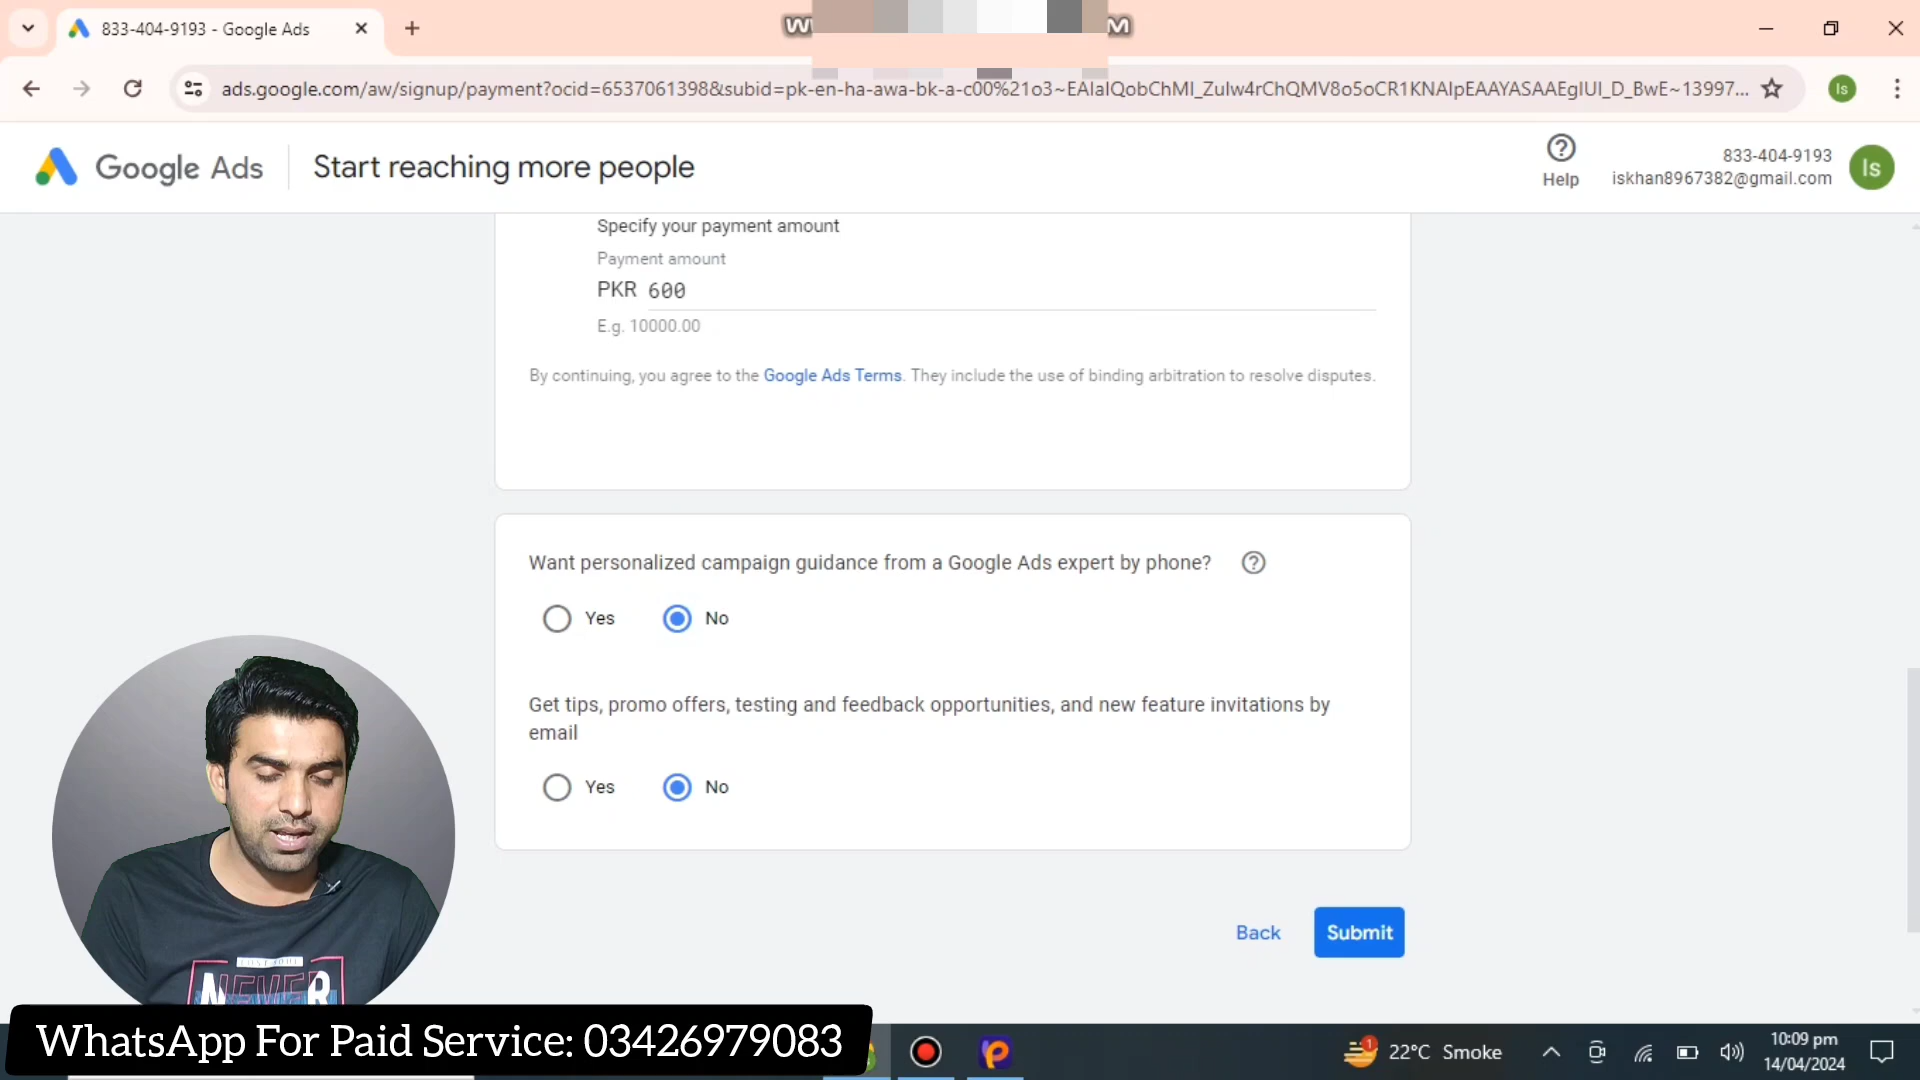 833-404-9193 - Google Ads
ads.google.com/aw/signup/payment?ocid=6537061398&subid=pk-en-ha-awa-bk-a-c00%21o3~EAIaIQobChMI_ZuIw4rChQMV8o5oCR1KNAIpEAAYASAAEgIUI_D_BwE~13997...
Is
Google Ads
Start reaching more people
Help
833-404-9193
iskhan8967382@gmail.com
Is
Specify your payment amount
Payment amount
PKR 600
E.g. 10000.00
By continuing, you agree to the Google Ads Terms. They include the use of binding arbitration to resolve disputes.
Want personalized campaign guidance from a Google Ads expert by phone?
Yes No
Get tips, promo offers, testing and feedback opportunities, and new feature invitations by
email
Yes No
Back Submit
WhatsApp For Paid Service: 03426979083
1
22°C Smoke
10:09 pm
14/04/2024